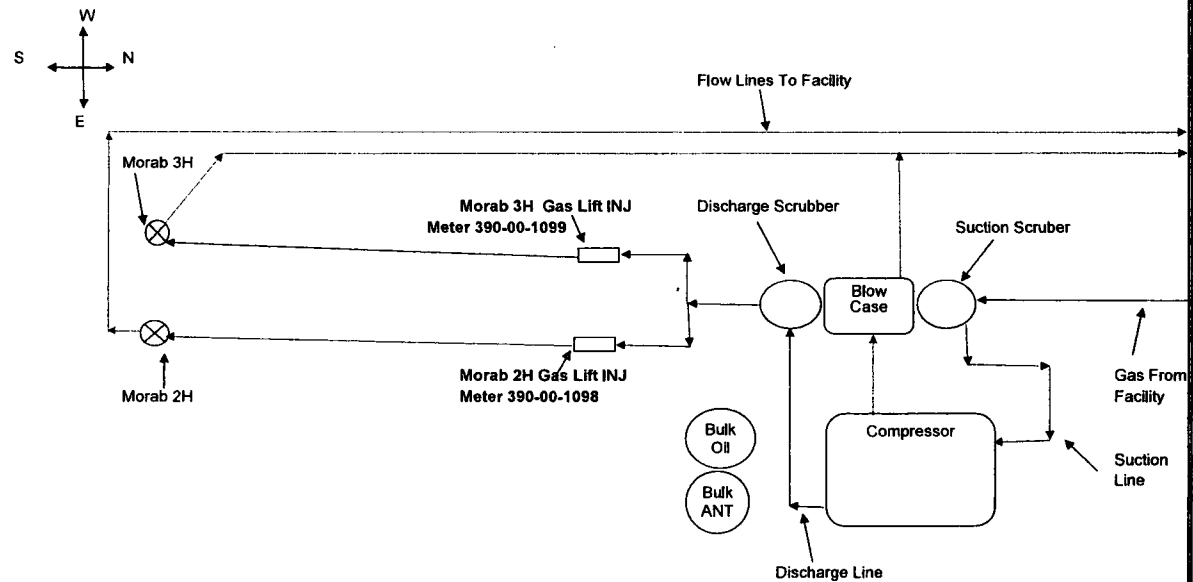 W
S
N
E
Flow Lines To Facility
Morab 3H
Morab 3H Gas Lift INJ
Meter 390-00-1099
Discharge Scrubber
Suction Scruber
Blow
Case
Morab 2H
Morab 2H Gas Lift INJ
Meter 390-00-1098
Gas From
Facility
Bulk
Oil
Compressor
Suction
Line
Bulk
ANT
Discharge Line